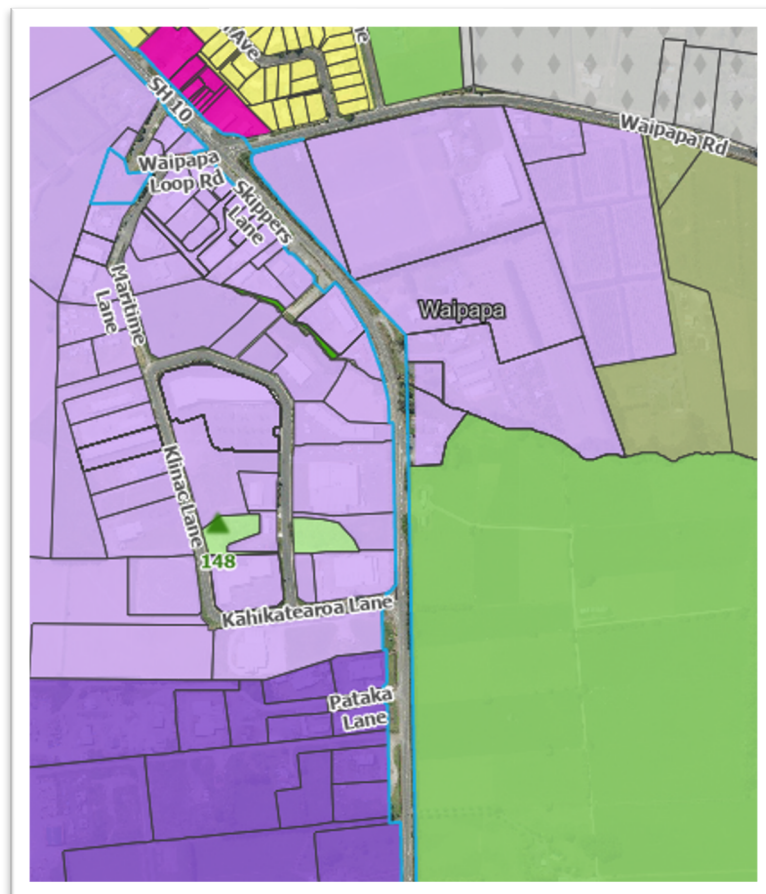 Ave
SH 10
Waipapa Rd
Waipapa
Loop Rd
Skippers
Lane
Maritime
Lane
Waipapa
Klinac Lane
148
Kahikatearoa Lane
Pataka
Lane